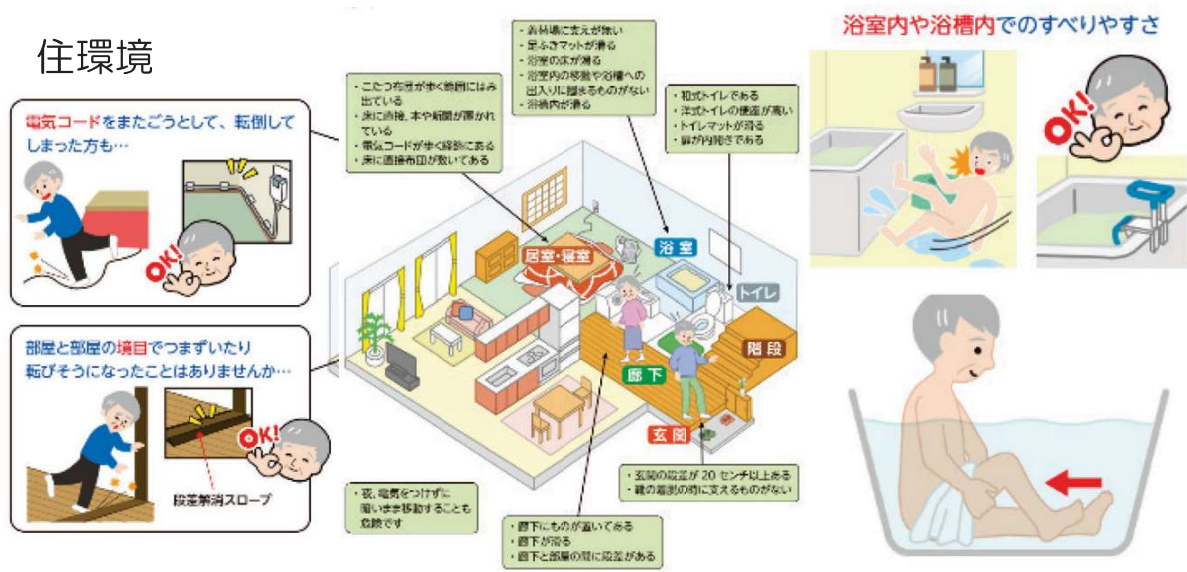 住環境
電気コードをまたごうとして、転倒して
しまった方も…
OK!
部屋と部屋の境目でつまずいたり
転びそうになったことはありませんか…
OK!
段差解消スロープ
・こたつ布団が歩く範囲にはみ
出ている
・床に直接、本や新聞が置かれ
ている
・電気コードが歩く経路にある
・床に直接布団が敷いてある
・着替場に支えが無い
・足ふきマットが滑る
・浴室の床が滑る
・浴室内の移動や浴槽への
出入りに掴まるものがない
・浴槽内が滑る
・和式トイレである
・洋式トイレの便座が高い
・トイレマットが滑る
・扉が内開きである
居室・寝室
浴室
トイレ
階段
廊下
玄関
・夜、電気をつけずに
暗いまま移動することも
危険です
・廊下にものが置いてある
・廊下が滑る
・廊下と部屋の間に段差がある
・玄関の段差が 20 センチ以上ある
・靴の着脱の時に支えるものがない
浴室内や浴槽内でのすべりやすさ
OK!